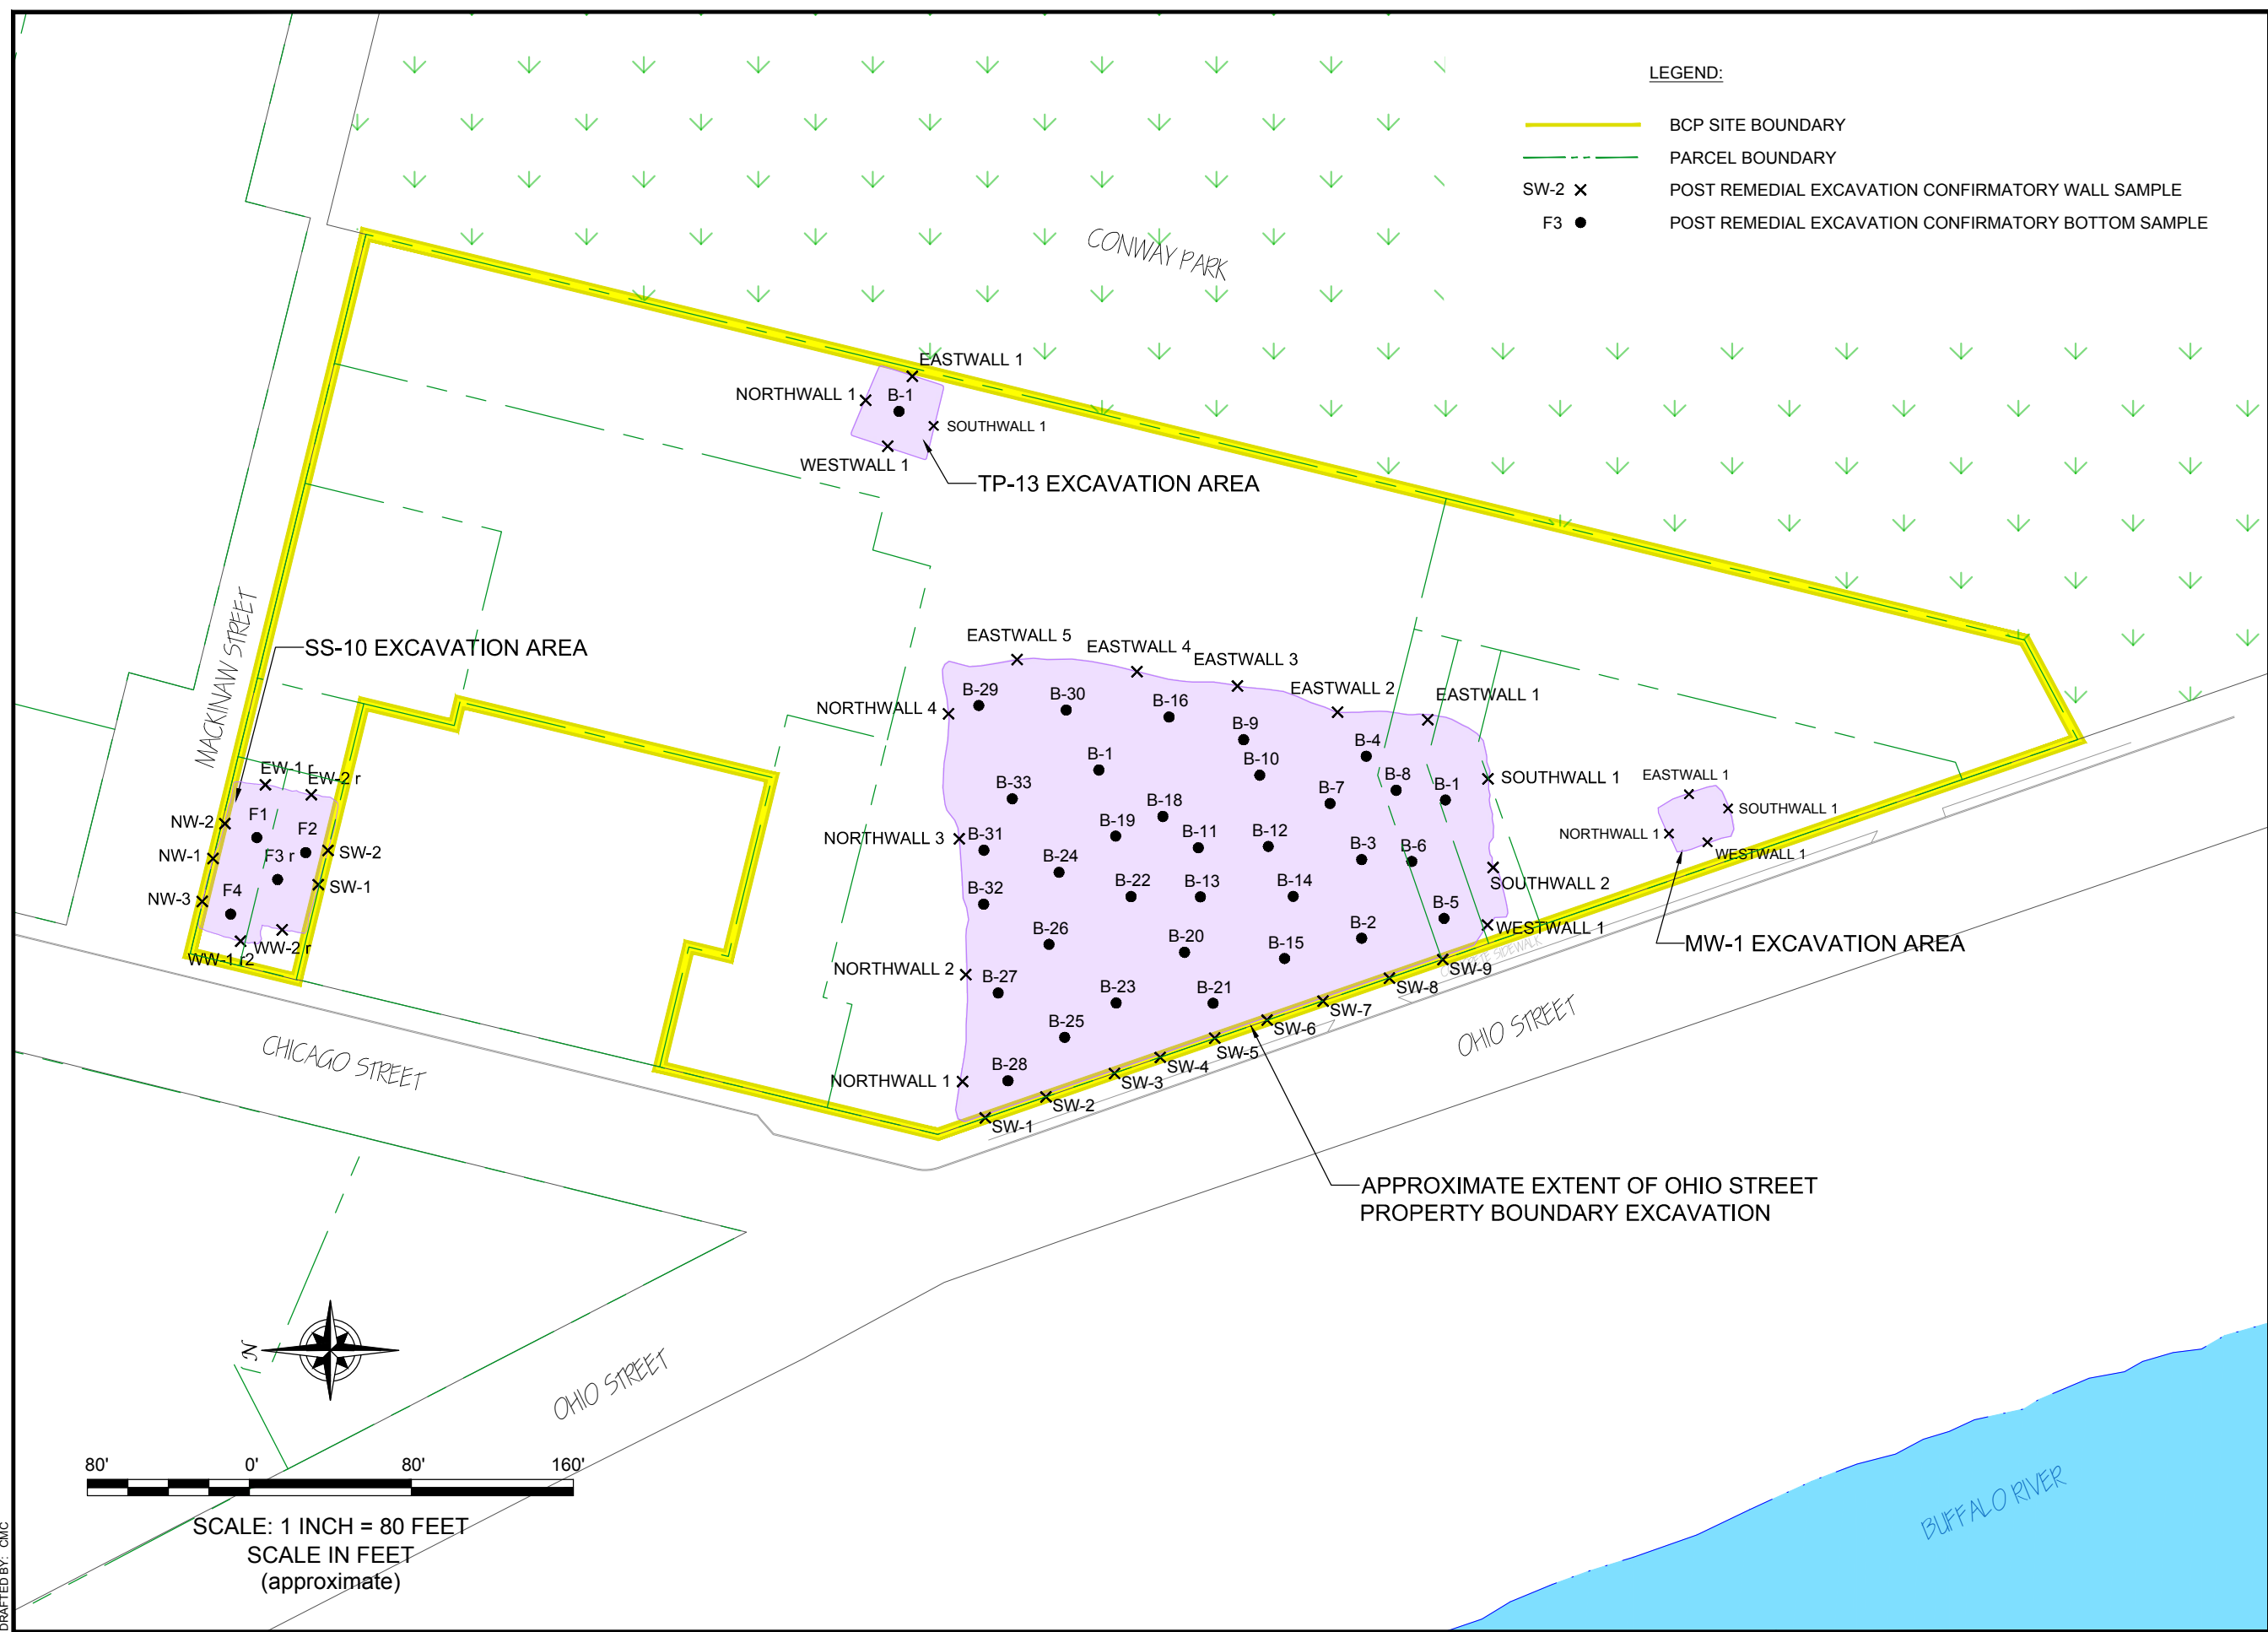 LEGEND:
BCP SITE BOUNDARY
PARCEL BOUNDARY
SW-2 POST REMEDIAL EXCAVATION CONFIRMATORY WALL SAMPLE
F3 POST REMEDIAL EXCAVATION CONFIRMATORY BOTTOM SAMPLE
CONWAY PARK
EASTWALL 1
NORTHWALL 1
B-1
SOUTHWALL 1
WESTWALL 1
TP-13 EXCAVATION AREA
MACKINAW STREET
SS-10 EXCAVATION AREA
EW-1 r
EW-2 r
NW-2
F1
F2
SW-2
NW-1
F3 r
SW-1
NW-3
F4
WW-2 r
WW-1 r2
EASTWALL 5
EASTWALL 4
EASTWALL 3
EASTWALL 2
EASTWALL 1
NORTHWALL 4
B-29
B-30
B-16
B-9
B-4
B-1
B-10
B-33
B-7
B-8
B-1
SOUTHWALL 1
B-18
B-19
NORTHWALL 3
B-31
B-11
B-12
B-3
B-6
B-24
SOUTHWALL 2
B-32
B-22
B-13
B-14
B-5
B-26
B-2
WESTWALL 1
B-20
B-15
NORTHWALL 2
B-27
B-23
B-21
SW-9
SIDEWALK
SW-8
SW-7
SW-6
B-25
SW-5
SW-4
NORTHWALL 1
B-28
SW-3
SW-2
SW-1
EASTWALL 1
SOUTHWALL 1
NORTHWALL 1
WESTWALL 1
MW-1 EXCAVATION AREA
OHIO STREET
CHICAGO STREET
APPROXIMATE EXTENT OF OHIO STREET
PROPERTY BOUNDARY EXCAVATION
N
OHIO STREET
BUFFALO RIVER
80' 0' 80' 160'
SCALE: 1 INCH = 80 FEET
SCALE IN FEET
(approximate)
DRAFTED BY: CMC